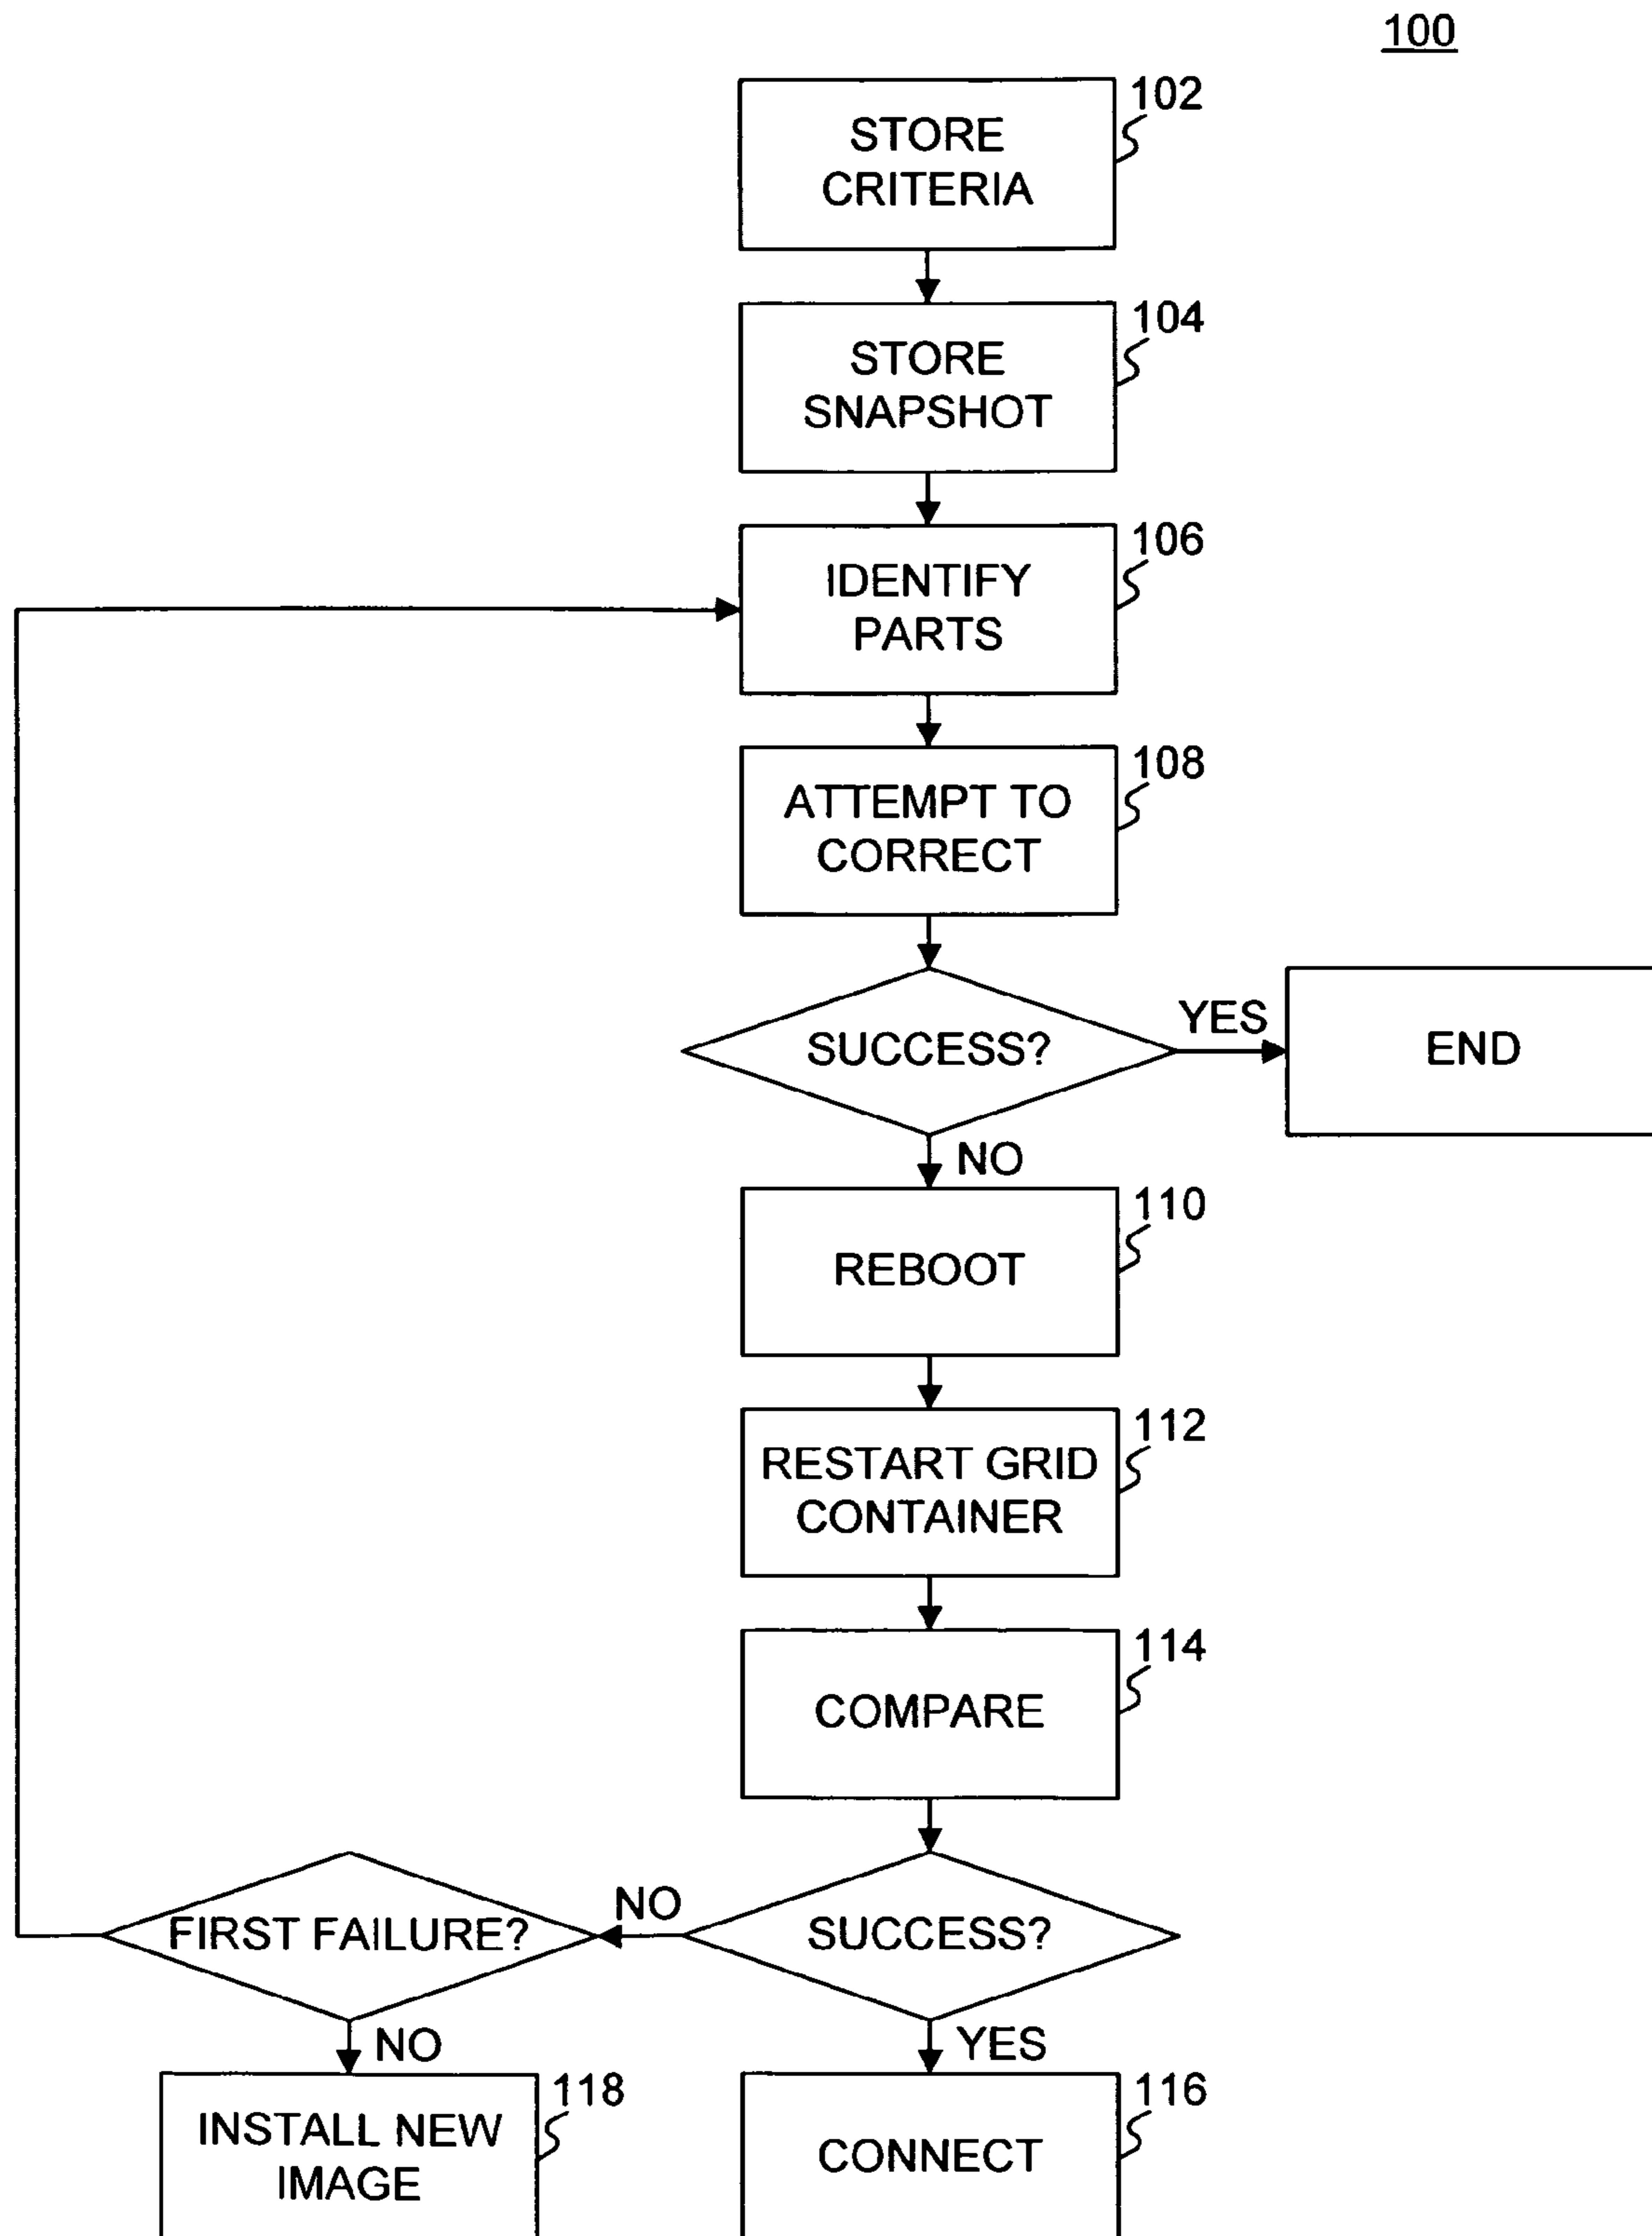 100
102
STORE
CRITERIA
104
STORE
SNAPSHOT
106
IDENTIFY
PARTS
108
ATTEMPT TO
CORRECT
SUCCESS?
YES
END
NO
110
REBOOT
112
RESTART GRID
CONTAINER
114
COMPARE
FIRST FAILURE?
NO
SUCCESS?
NO
YES
118
INSTALL NEW
IMAGE
116
CONNECT